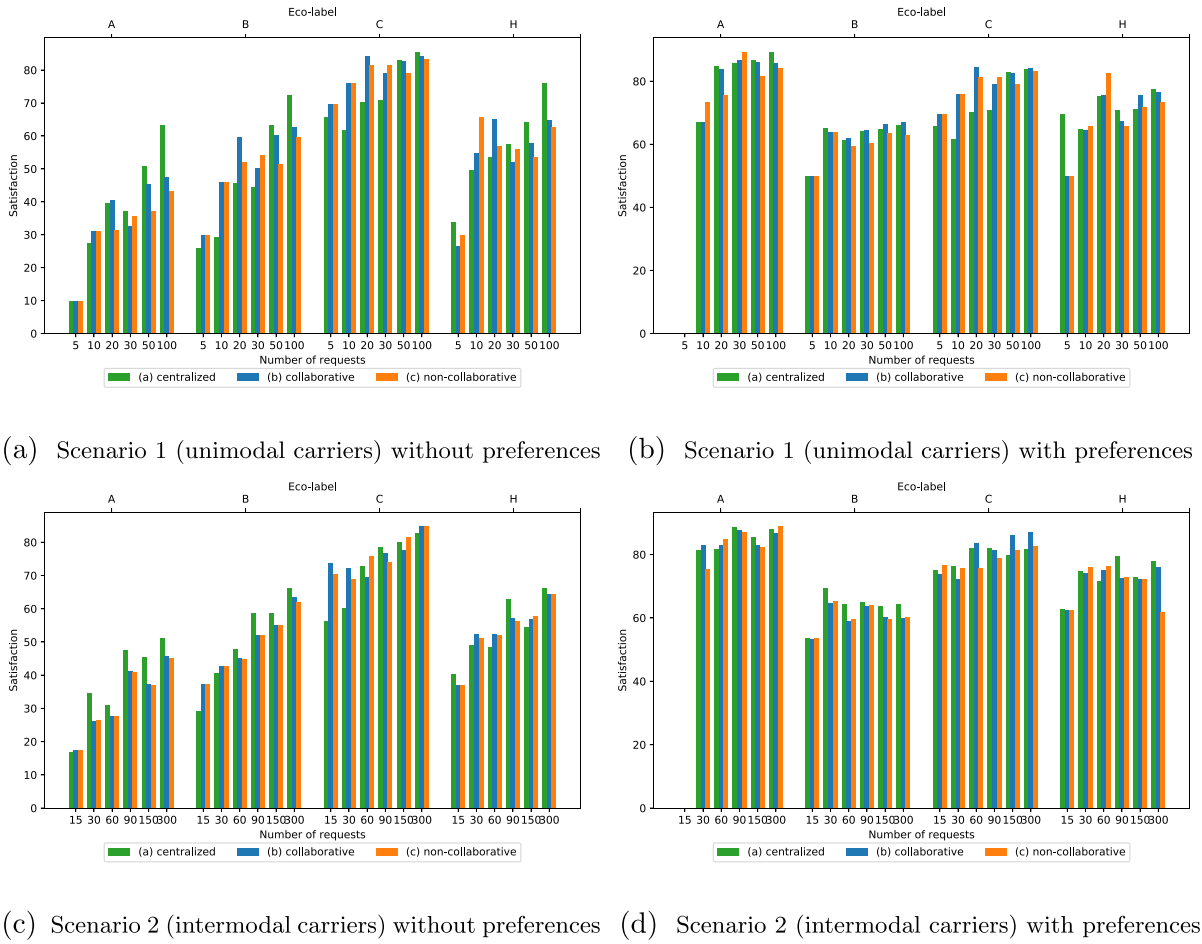 Eco-label
A B C H
Satisfaction
80
70
60
50
40
30
20
10
0
5 10 20 30 50 100 5 10 20 30 50 100 5 10 20 30 50 100 5 10 20 30 50 100
Number of requests
(a) centralized (b) collaborative (c) non-collaborative
(a) Scenario 1 (unimodal carriers) without preferences
Eco-label
A B C H
Satisfaction
80
60
40
20
0
5 10 20 30 50 100 5 10 20 30 50 100 5 10 20 30 50 100 5 10 20 30 50 100
Number of requests
(a) centralized (b) collaborative (c) non-collaborative
(b) Scenario 1 (unimodal carriers) with preferences
Eco-label
A B C H
Satisfaction
80
70
60
50
40
30
20
10
0
15 30 60 90 150 300 15 30 60 90 150 300 15 30 60 90 150 300 15 30 60 90 150 300
Number of requests
(a) centralized (b) collaborative (c) non-collaborative
(c) Scenario 2 (intermodal carriers) without preferences
Eco-label
A B C H
Satisfaction
80
60
40
20
0
15 30 60 90 150 300 15 30 60 90 150 300 15 30 60 90 150 300 15 30 60 90 150 300
Number of requests
(a) centralized (b) collaborative (c) non-collaborative
(d) Scenario 2 (intermodal carriers) with preferences